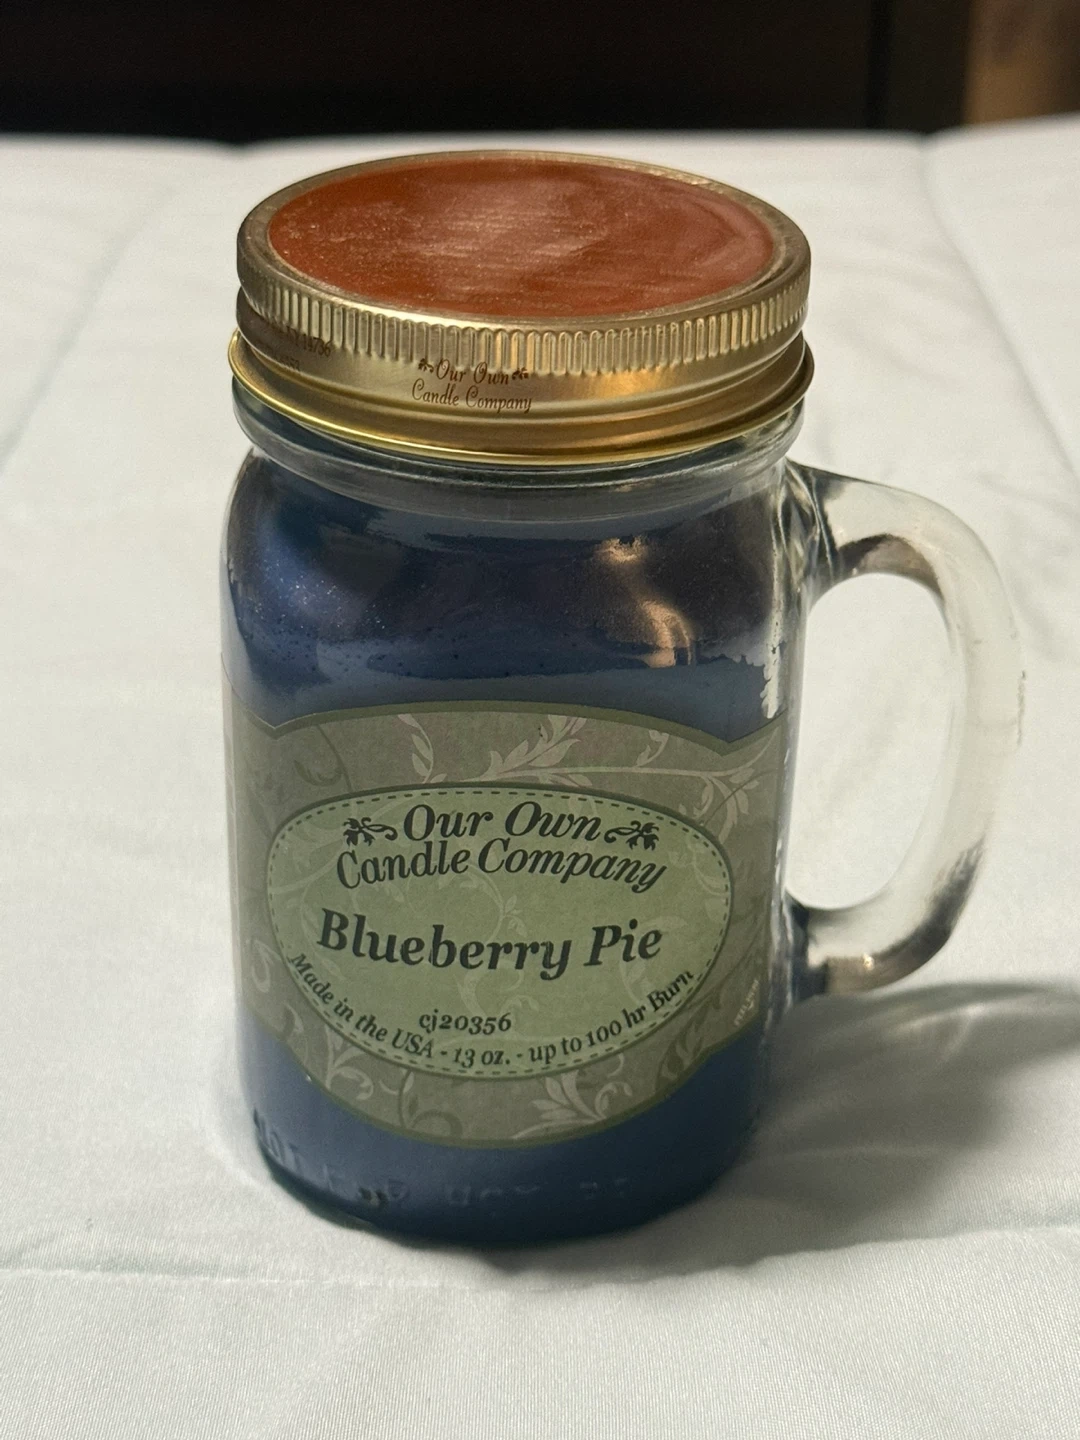 Our Own
Candle Company
Our Own
Candle Company
Blueberry Pie
cj20356
Made in the USA - 13 oz. - up to 100 hr Burn